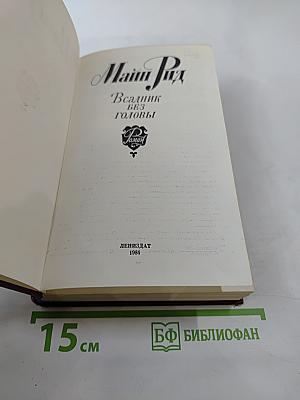 Майн Рид
Всадник
БЕЗ
ГОЛОВЫ
Роман
ЛЕНИЗДАТ
1984
15 см
БФ БИБЛИОФАН